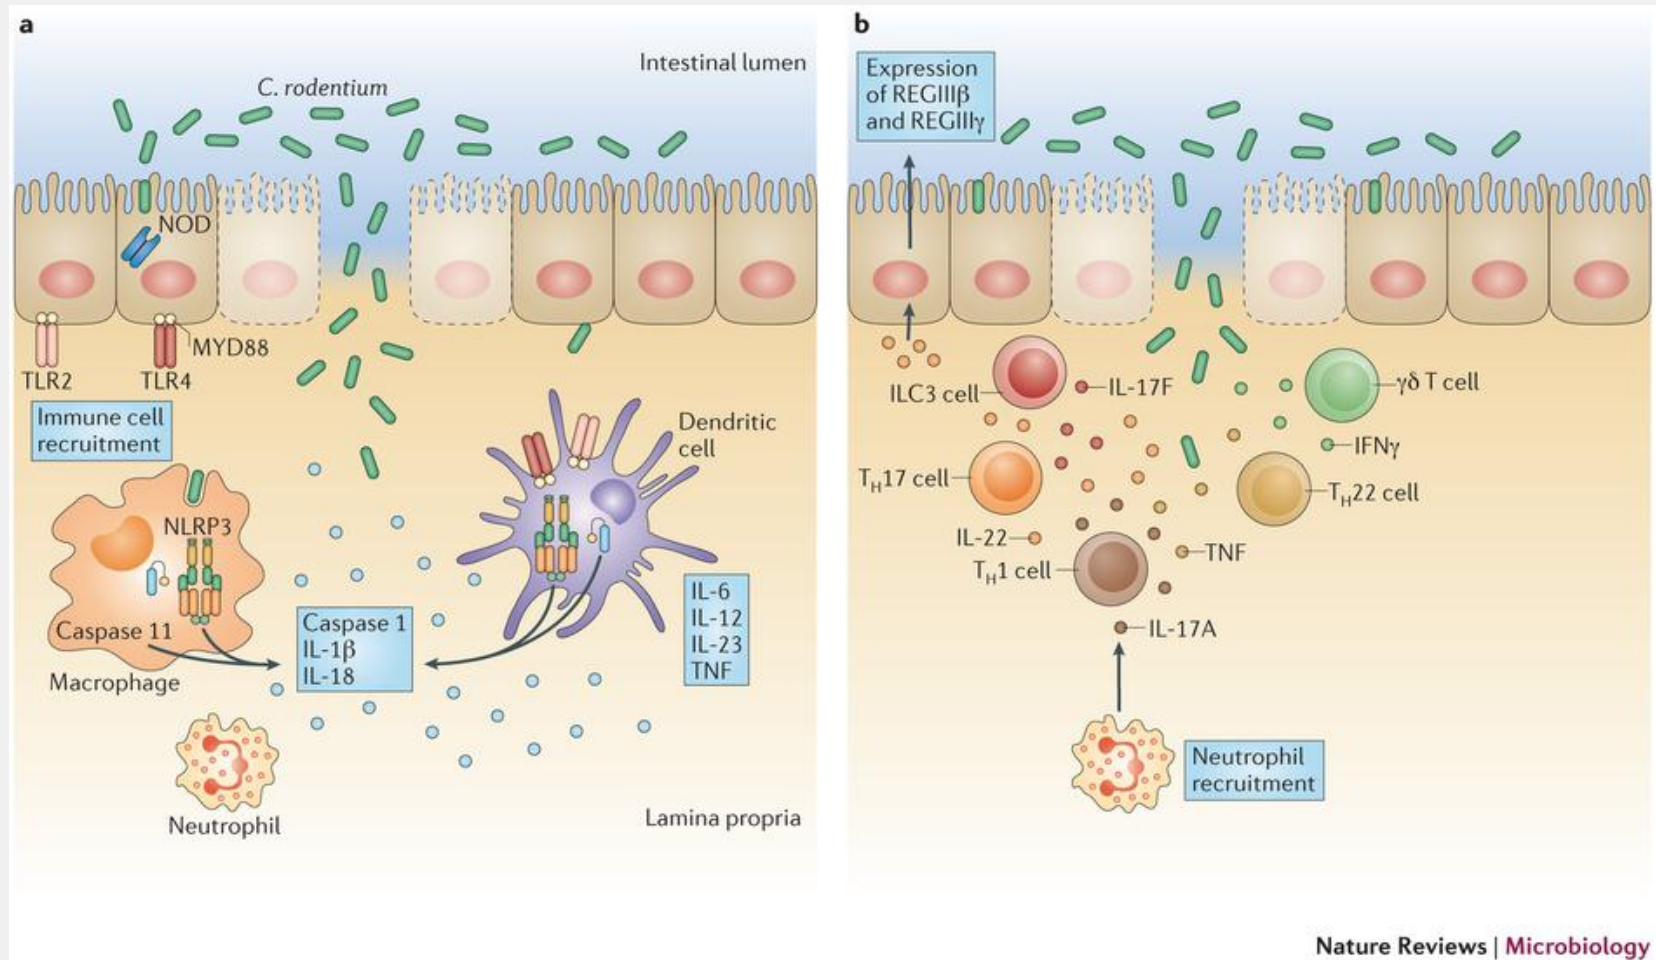 a
Intestinal lumen
C. rodentium
NOD
MYD88
TLR2
TLR4
Immune cell
recruitment
Dendritic
cell
NLRP3
Caspase 11
Macrophage
Caspase 1
IL-1β
IL-18
IL-6
IL-12
IL-23
TNF
Neutrophil
Lamina propria
b
Expression
of REGIIIβ
and REGIIIγ
ILC3 cell
IL-17F
γδ T cell
IFNγ
TH17 cell
TH22 cell
IL-22
TNF
TH1 cell
IL-17A
Neutrophil
recruitment
Nature Reviews | Microbiology